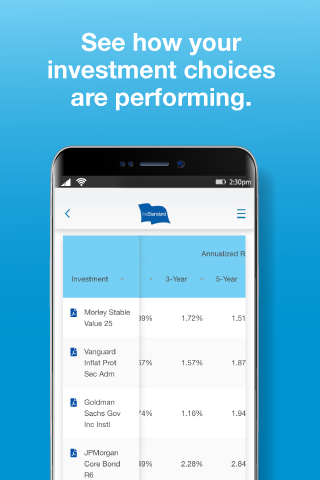 See how your
investment choices
are performing.
2:30pm
TheStandard
Annualized R
Investment
3-Year
5-Year
Morley Stable
Value 25
39% 1.72% 1.51
Vanguard
Inflat Prot
Sec Adm
57% 1.57% 1.87
Goldman
Sachs Gov
Inc Instl
74% 1.16% 1.94
JPMorgan
Core Bond
R6
49% 2.28% 2.84